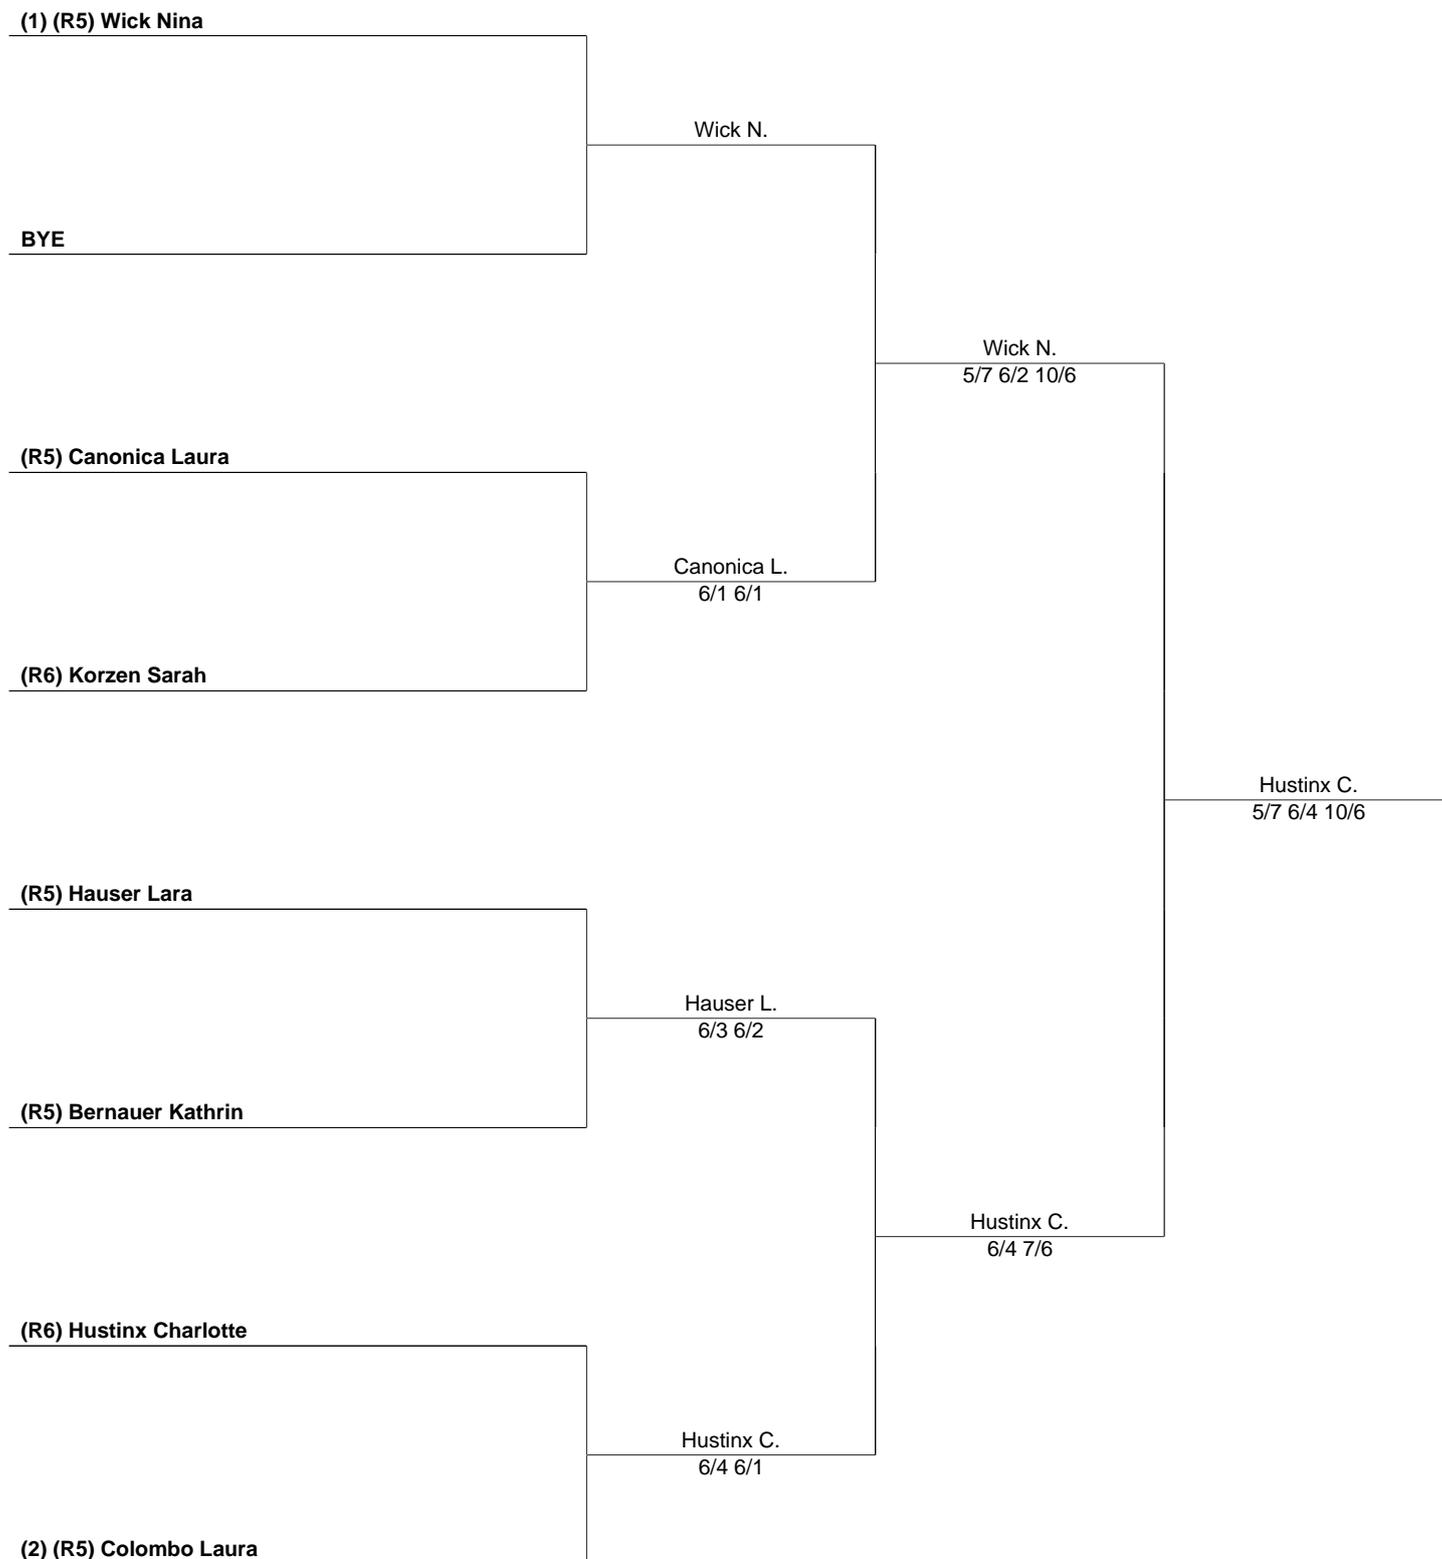 (1) (R5) Wick Nina
Wick N.
BYE
Wick N.
5/7 6/2 10/6
(R5) Canonica Laura
Canonica L.
6/1 6/1
(R6) Korzen Sarah
Hustinx C.
5/7 6/4 10/6
(R5) Hauser Lara
Hauser L.
6/3 6/2
(R5) Bernauer Kathrin
Hustinx C.
6/4 7/6
(R6) Hustinx Charlotte
Hustinx C.
6/4 6/1
(2) (R5) Colombo Laura